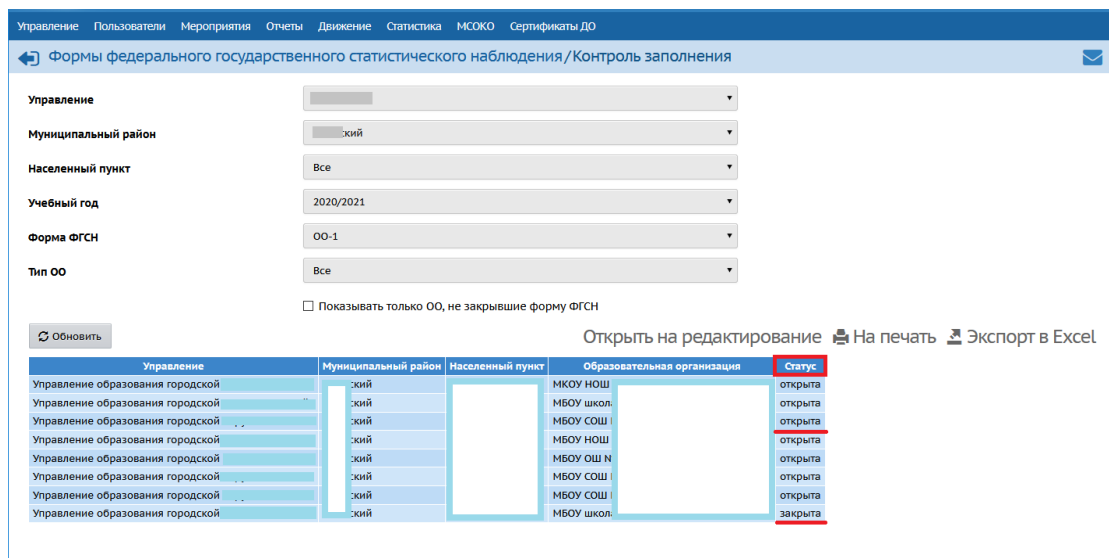 Управление Пользователи Мероприятия Отчеты Движение Статистика МСОКО Сертификаты ДО
Формы федерального государственного статистического наблюдения/Контроль заполнения
Управление
Муниципальный район ский
Населенный пункт Все
Учебный год 2020/2021
Форма ФГСН ОО-1
Тип ОО Все
Показывать только ОО, не закрывшие форму ФГСН
Обновить Открыть на редактирование На печать Экспорт в Excel
Управление Муниципальный район Населенный пункт Образовательная организация Статус
Управление образования городской ский МКОУ НОШ открыта
Управление образования городской ский МБОУ школ открыта
Управление образования городской ский МБОУ СОШ открыта
Управление образования городской ский МБОУ НОШ открыта
Управление образования городской ский МБОУ ОШ N открыта
Управление образования городской ский МБОУ СОШ открыта
Управление образования городской ский МБОУ СОШ открыта
Управление образования городской ский МБОУ школ закрыта